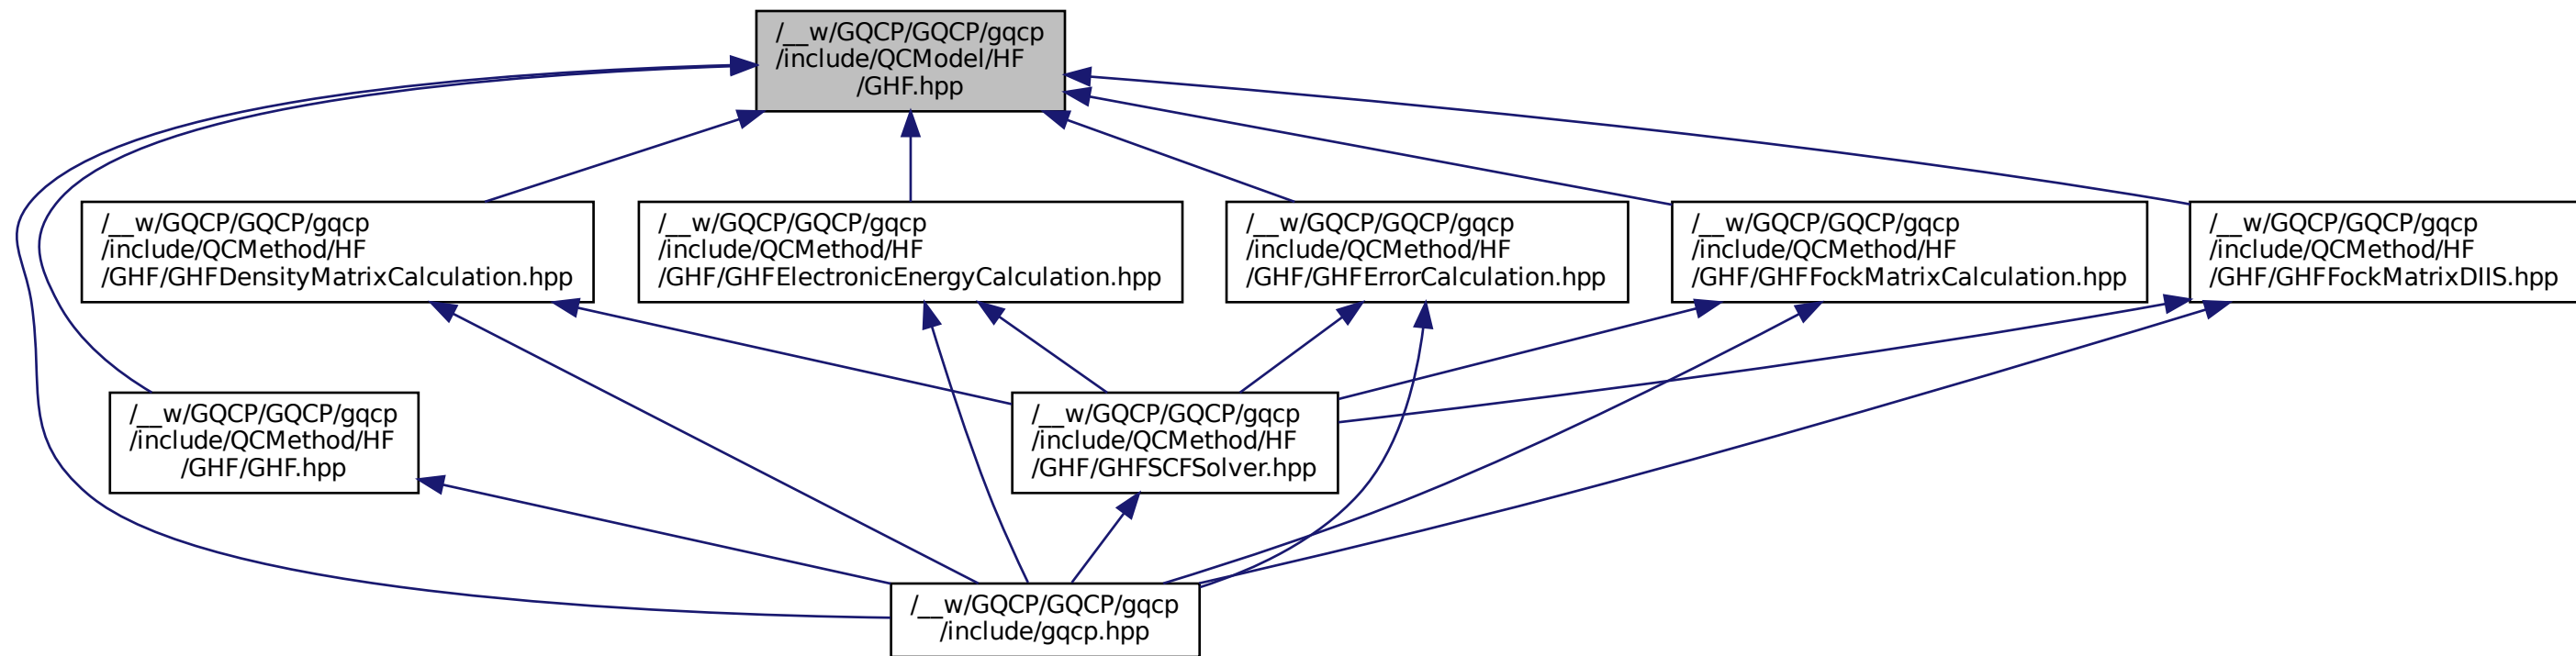 /__w/GQCP/GQCP/gqcp
/include/QCModel/HF
/GHF.hpp
/__w/GQCP/GQCP/gqcp
/include/QCMethod/HF
/GHF/GHFDensityMatrixCalculation.hpp
/__w/GQCP/GQCP/gqcp
/include/QCMethod/HF
/GHF/GHFElectronicEnergyCalculation.hpp
/__w/GQCP/GQCP/gqcp
/include/QCMethod/HF
/GHF/GHFErrorCalculation.hpp
/__w/GQCP/GQCP/gqcp
/include/QCMethod/HF
/GHF/GHFFockMatrixCalculation.hpp
/__w/GQCP/GQCP/gqcp
/include/QCMethod/HF
/GHF/GHFFockMatrixDIIS.hpp
/__w/GQCP/GQCP/gqcp
/include/QCMethod/HF
/GHF/GHF.hpp
/__w/GQCP/GQCP/gqcp
/include/QCMethod/HF
/GHF/GHFSCFSolver.hpp
/__w/GQCP/GQCP/gqcp
/include/gqcp.hpp